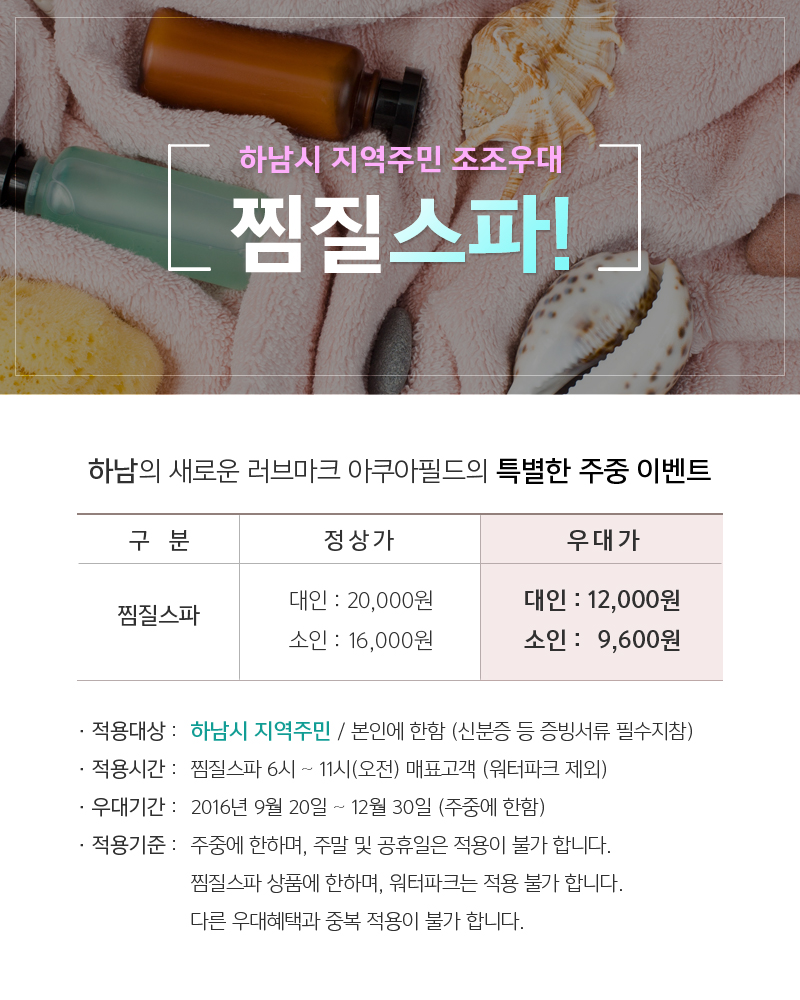 하남시 지역주민 조조우대
찜질스파!
하남의 새로운 러브마크 아쿠아필드의 특별한 주중 이벤트
구 분 정상가 우대가
찜질스파
대인 : 20,000원 대인 : 12,000원
소인 : 16,000원 소인 : 9,600원
· 적용대상 : 하남시 지역주민 / 본인에 한함 (신분증 등 증빙서류 필수지참)
· 적용시간 : 찜질스파 6시 ~ 11시(오전) 매표고객 (워터파크 제외)
· 우대기간 : 2016년 9월 20일 ~ 12월 30일 (주중에 한함)
· 적용기준 : 주중에 한하며, 주말 및 공휴일은 적용이 불가 합니다.
찜질스파 상품에 한하며, 워터파크는 적용 불가 합니다.
다른 우대혜택과 중복 적용이 불가 합니다.